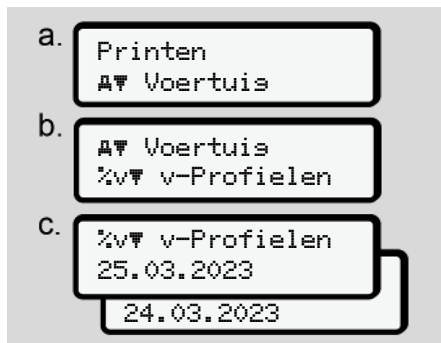 a.
Printen
A▼ Voertuig
b.
A▼ Voertuig
%v▼ v-Profielen
c.
%v▼ v-Profielen
25.03.2023
24.03.2023